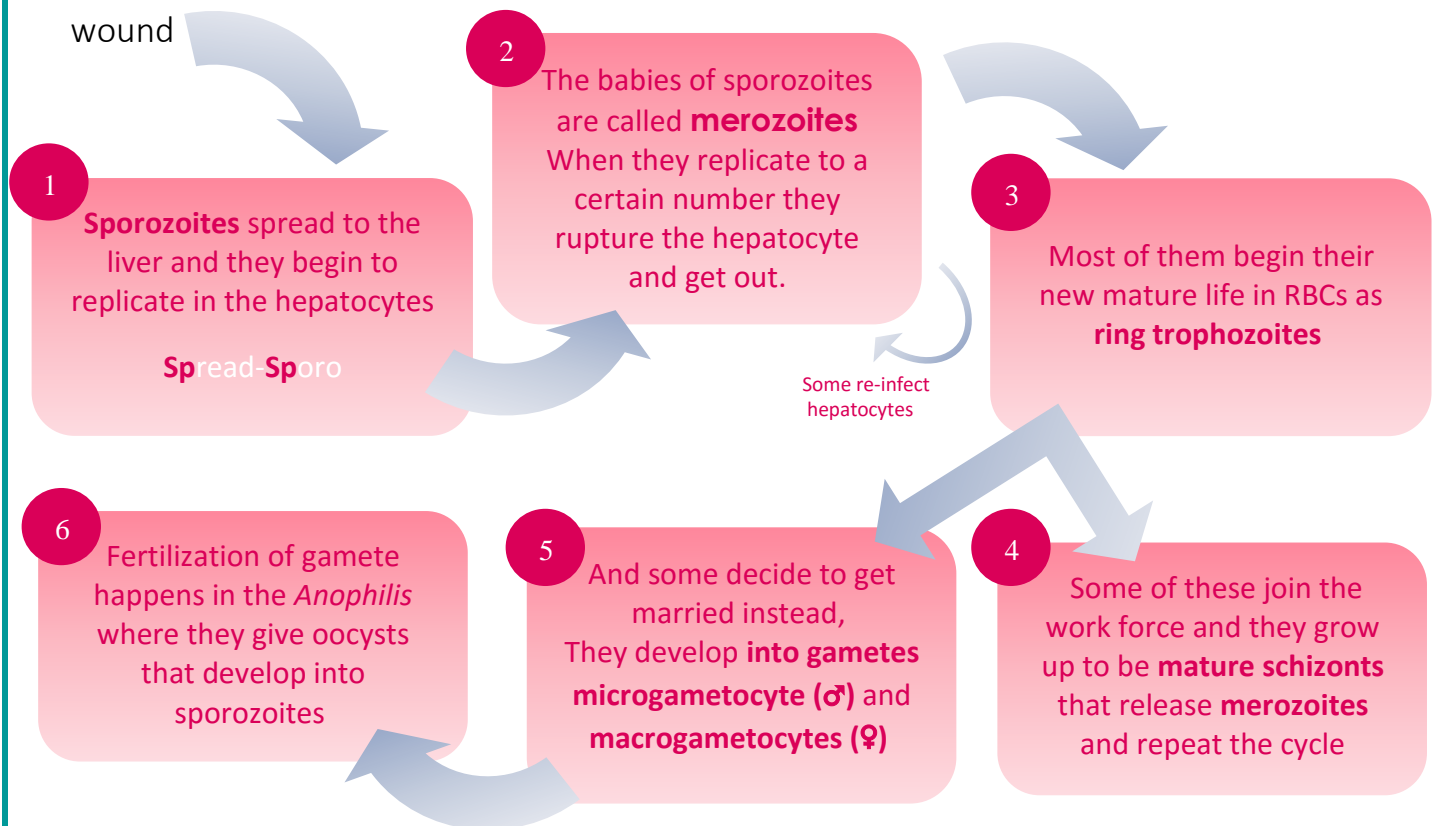 wound
1
Sporozoites spread to the
liver and they begin to
replicate in the hepatocytes
Spread-Sporo
2
The babies of sporozoites
are called merozoites
When they replicate to a
certain number they
rupture the hepatocyte
and get out.
Some re-infect
hepatocytes
3
Most of them begin their
new mature life in RBCs as
ring trophozoites
4
Some of these join the
work force and they grow
up to be mature schizonts
that release merozoites
and repeat the cycle
5
And some decide to get
married instead,
They develop into gametes
microgametocyte (♂) and
macrogametocytes (♀)
6
Fertilization of gamete
happens in the Anophilis
where they give oocysts
that develop into
sporozoites